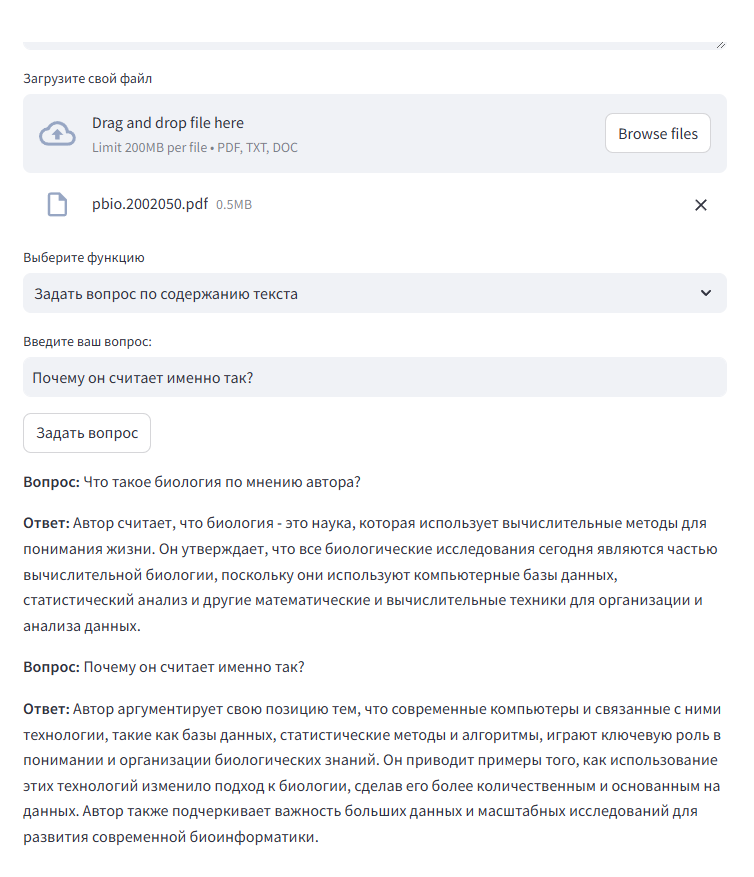 Загрузите свой файл
Drag and drop file here
Limit 200MB per file • PDF, TXT, DOC
Browse files
pbio.2002050.pdf 0.5MB
Выберите функцию
Задать вопрос по содержанию текста
Введите ваш вопрос:
Почему он считает именно так?
Задать вопрос
Вопрос: Что такое биология по мнению автора?
Ответ: Автор считает, что биология - это наука, которая использует вычислительные методы для
понимания жизни. Он утверждает, что все биологические исследования сегодня являются частью
вычислительной биологии, поскольку они используют компьютерные базы данных,
статистический анализ и другие математические и вычислительные техники для организации и
анализа данных.
Вопрос: Почему он считает именно так?
Ответ: Автор аргументирует свою позицию тем, что современные компьютеры и связанные с ними
технологии, такие как базы данных, статистические методы и алгоритмы, играют ключевую роль в
понимании и организации биологических знаний. Он приводит примеры того, как использование
этих технологий изменило подход к биологии, сделав его более количественным и основанным на
данных. Автор также подчеркивает важность больших данных и масштабных исследований для
развития современной биоинформатики.